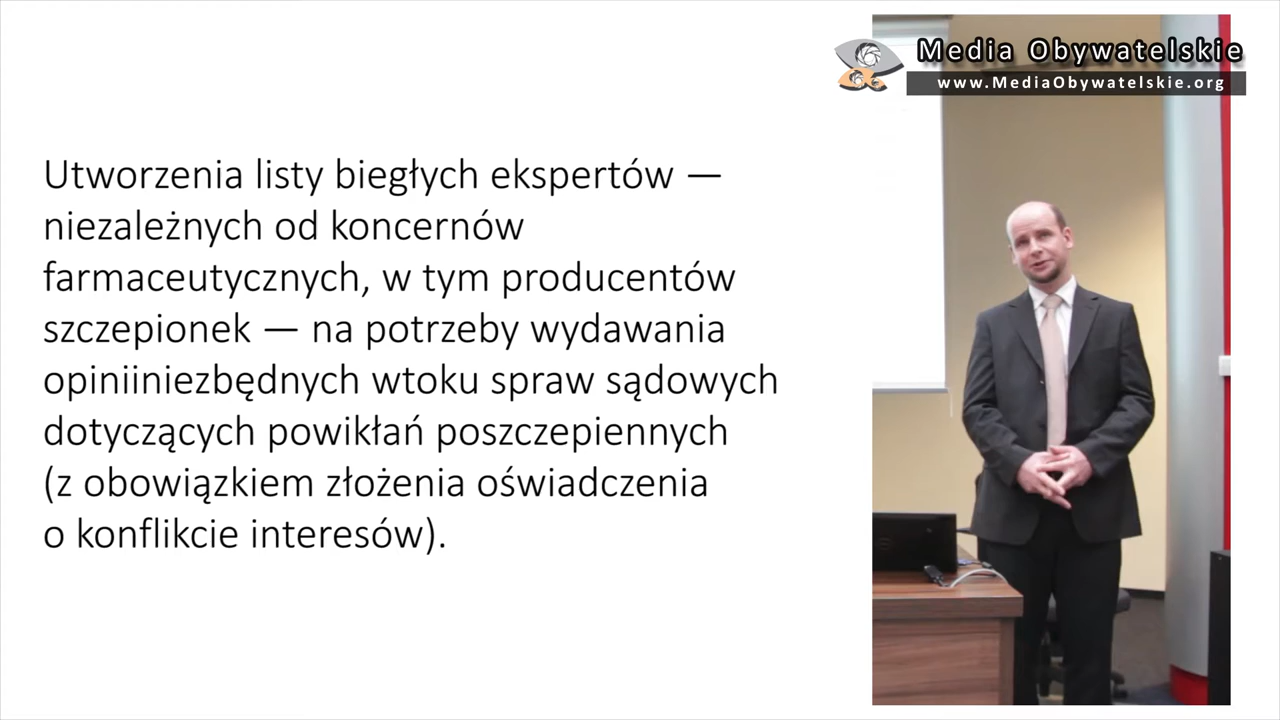 Media Obywatelskie
www.MediaObywatelskie.org
Utworzenia listy biegłych ekspertów —
niezależnych od koncernów
farmaceutycznych, w tym producentów
szczepionek — na potrzeby wydawania
opiniiniezbędnych wtoku spraw sądowych
dotyczących powikłań poszczepiennych
(z obowiązkiem złożenia oświadczenia
o konflikcie interesów).